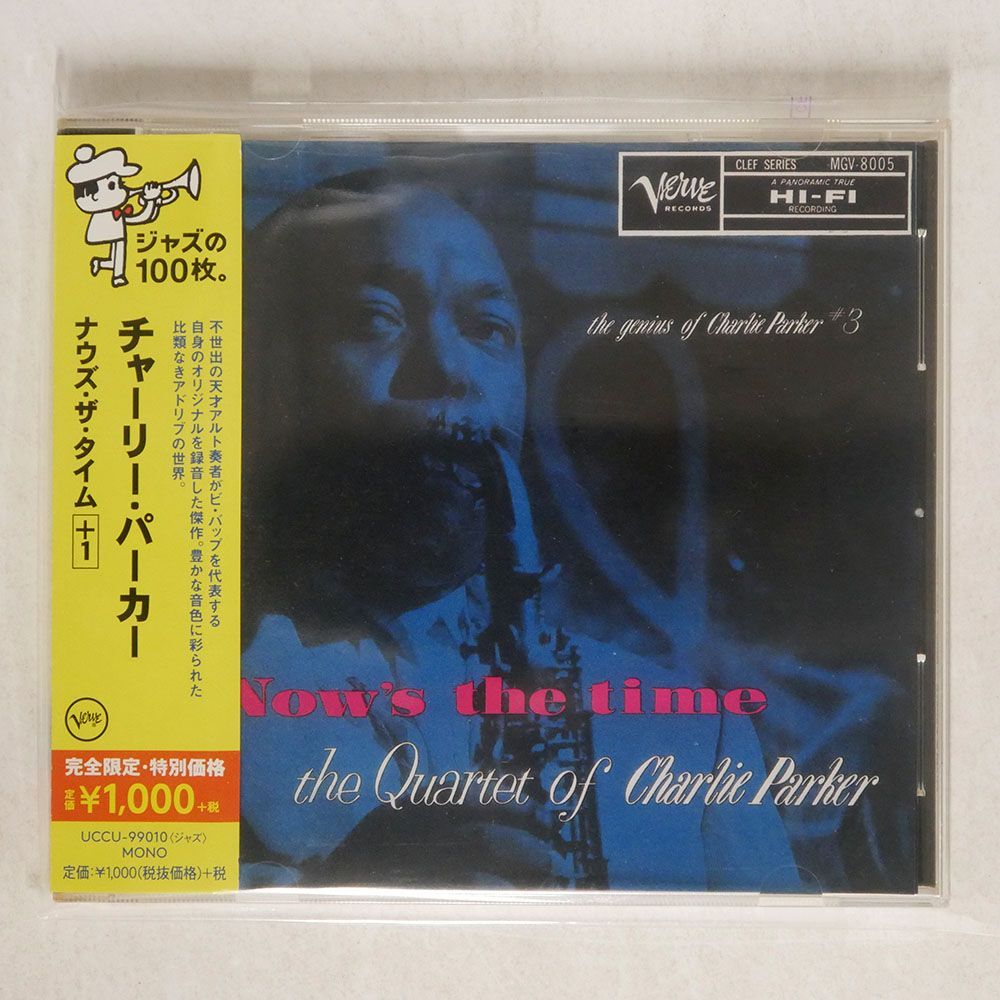 ジャズの
100枚。
チャーリー・パーカー
ナウズ・ザ・タイム +1
不世出の天才アルト奏者がビ・バップを代表する
自身のオリジナルを録音した傑作。豊かな音色に彩られた
比類なきアドリブの世界。
Verve
完全限定・特別価格
定価 ¥1,000 +税
UCCU-99010〈ジャズ〉
MONO
定価:¥1,000(税抜価格)+税
Verve
RECORDS
CLEF SERIES MGV-8005
A PANORAMIC TRUE
HI-FI
RECORDING
the genius of Charlie Parker #3
Now's the time
the Quartet of Charlie Parker